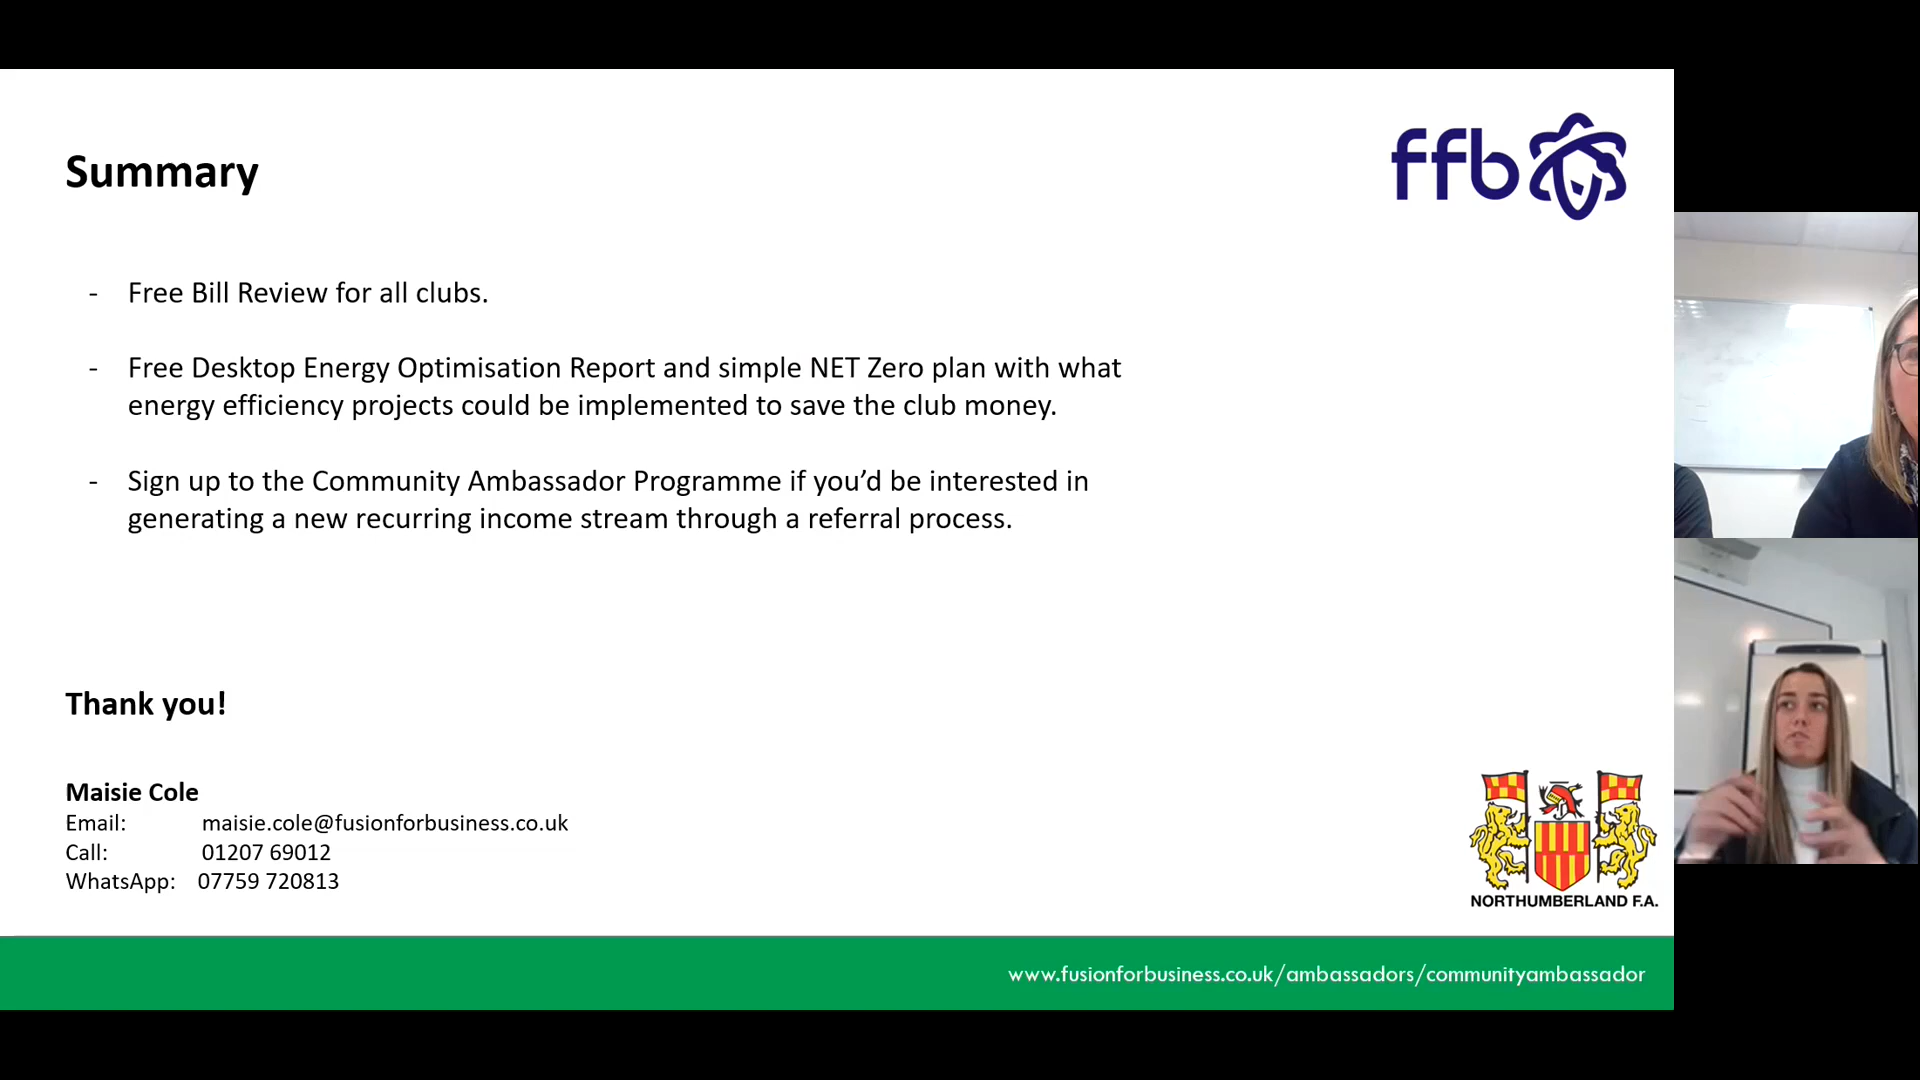 ffb
Summary
- Free Bill Review for all clubs.
- Free Desktop Energy Optimisation Report and simple NET Zero plan with what
energy efficiency projects could be implemented to save the club money.
- Sign up to the Community Ambassador Programme if you’d be interested in
generating a new recurring income stream through a referral process.
Thank you!
Maisie Cole
Email: maisie.cole@fusionforbusiness.co.uk
Call: 01207 69012
WhatsApp: 07759 720813
NORTHUMBERLAND F.A.
www.fusionforbusiness.co.uk/ambassadors/communityambassador